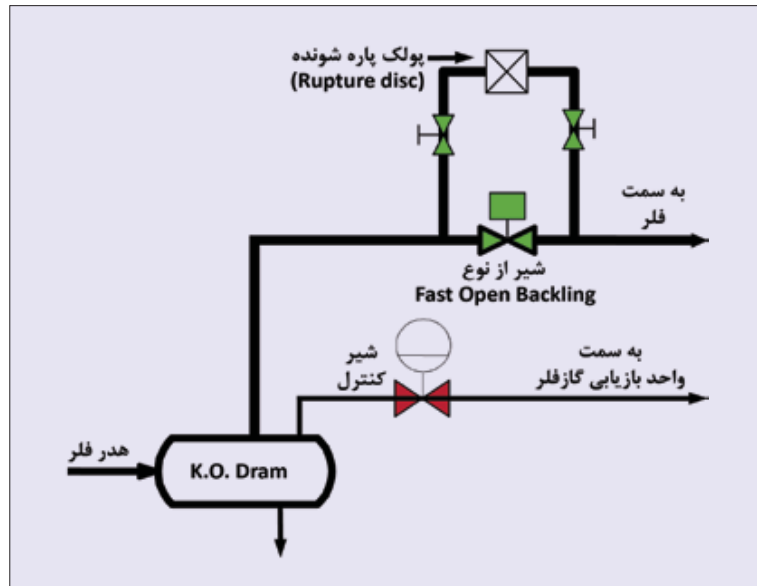 پولک پاره شونده
(Rupture disc)
به سمت
فلر
شیر از نوع
Fast Open Backling
شیر
کنترل
به سمت
واحد بازیابی گازفلر
هدر فلر
K.O. Dram